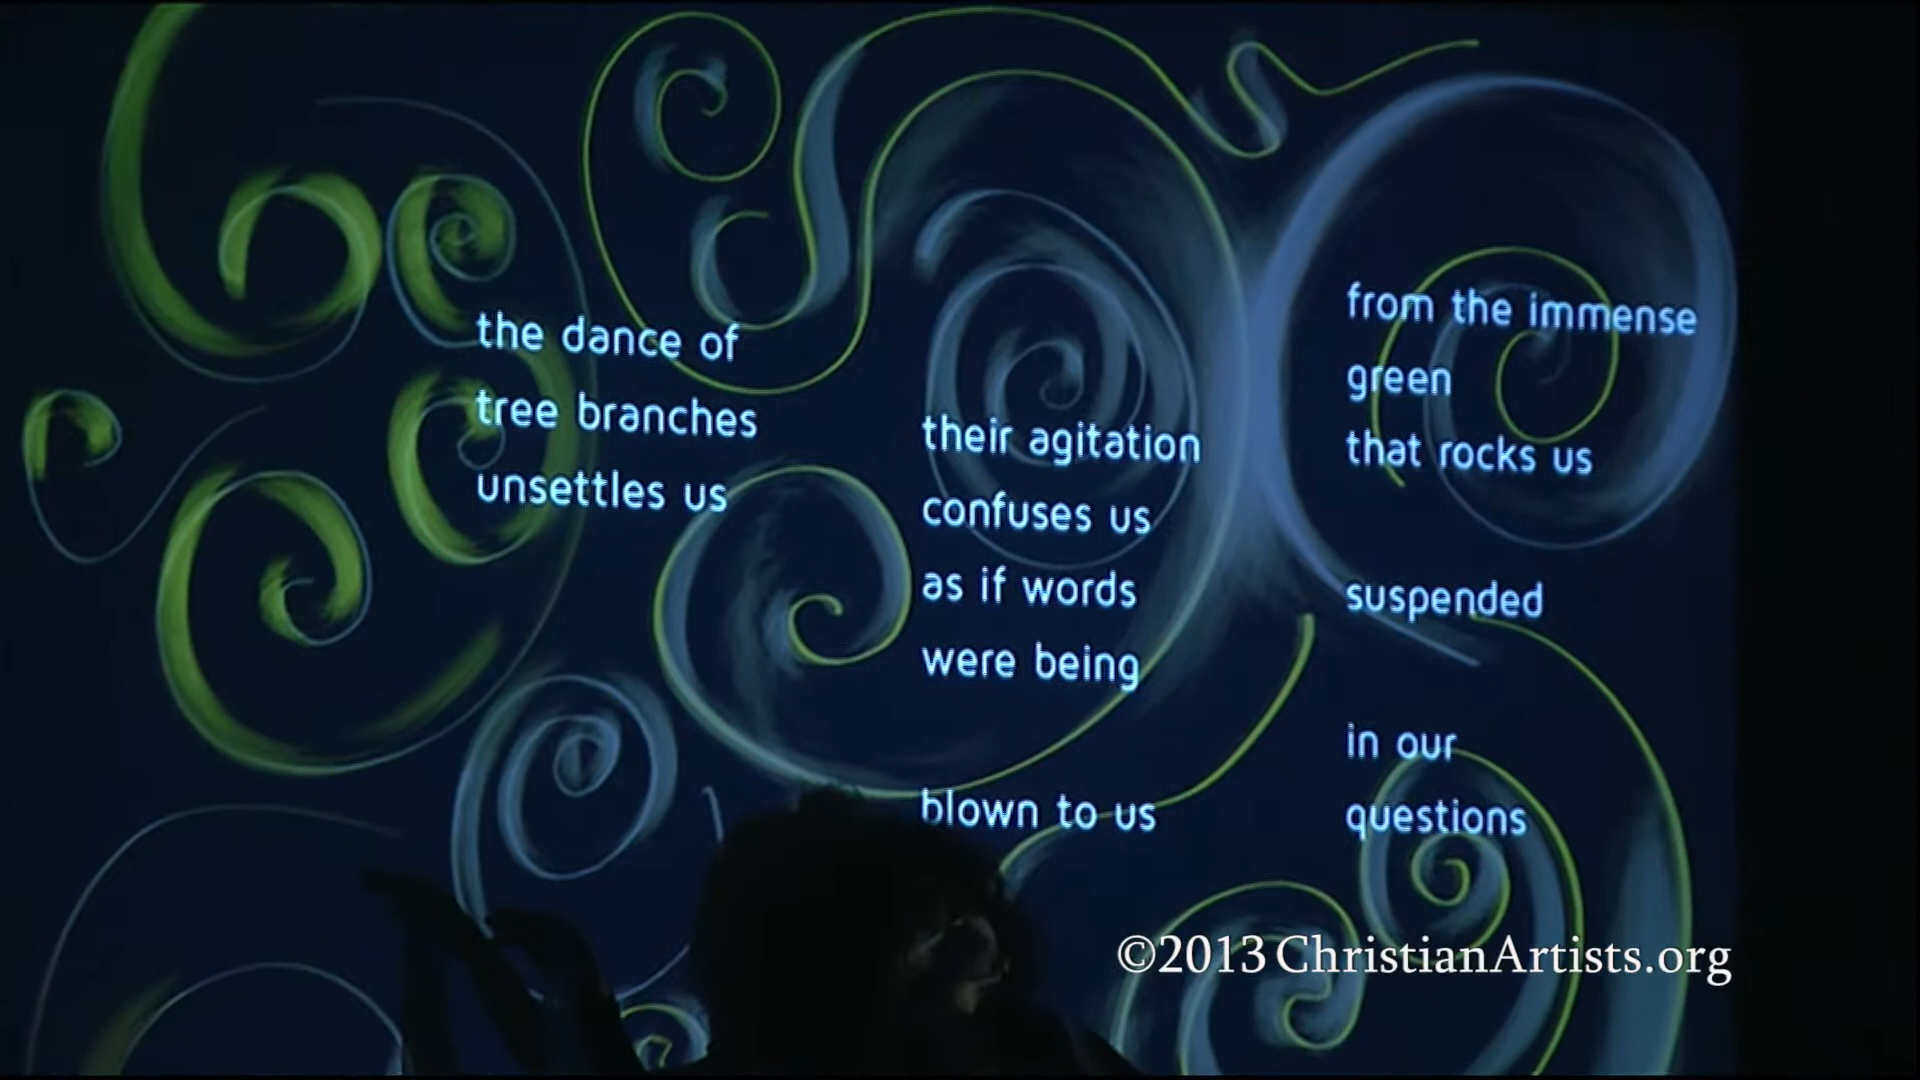 the dance of
tree branches
unsettles us
their agitation
confuses us
as if words
were being
blown to us
from the immense
green
that rocks us
suspended
in our
questions
©2013 ChristianArtists.org